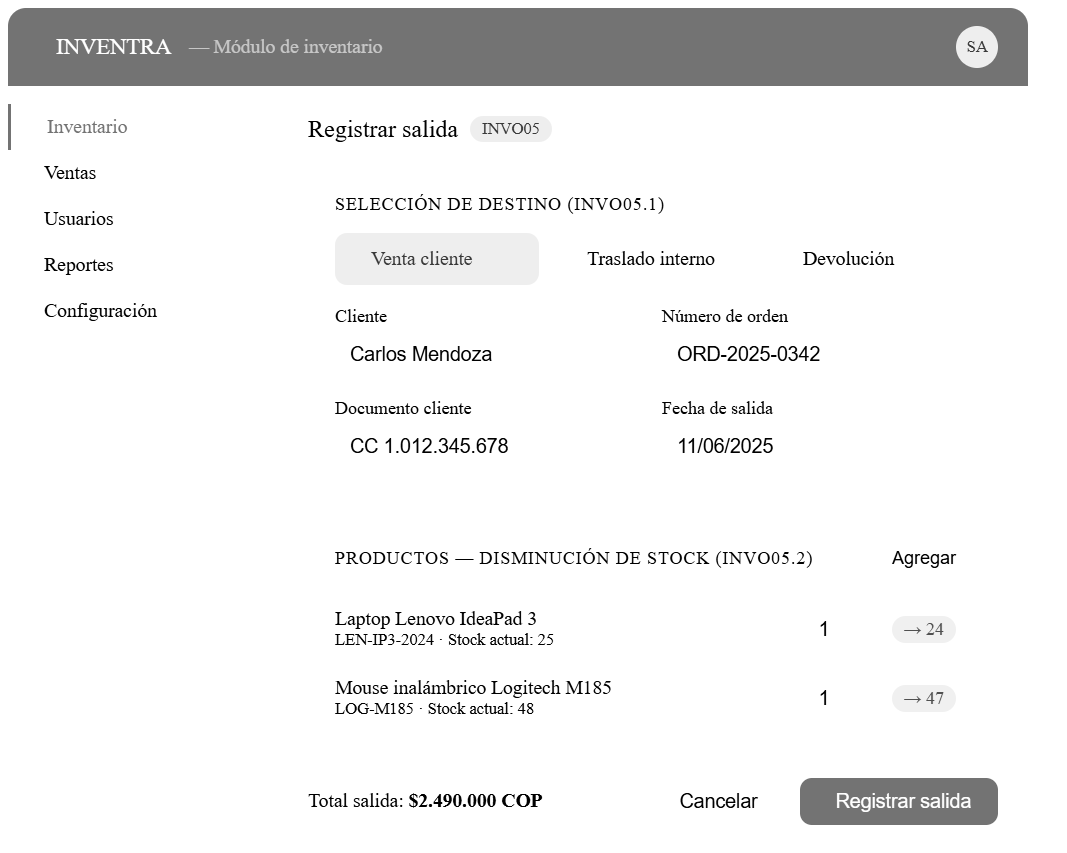 INVENTRA — Módulo de inventario
SA
Inventario
Ventas
Usuarios
Reportes
Configuración
Registrar salida INVO05
SELECCIÓN DE DESTINO (INVO05.1)
Venta cliente Traslado interno Devolución
Cliente Número de orden
Carlos Mendoza ORD-2025-0342
Documento cliente Fecha de salida
CC 1.012.345.678 11/06/2025
PRODUCTOS — DISMINUCIÓN DE STOCK (INVO05.2) Agregar
Laptop Lenovo IdeaPad 3
LEN-IP3-2024 · Stock actual: 25
1 → 24
Mouse inalámbrico Logitech M185
LOG-M185 · Stock actual: 48
1 → 47
Total salida: $2.490.000 COP Cancelar Registrar salida